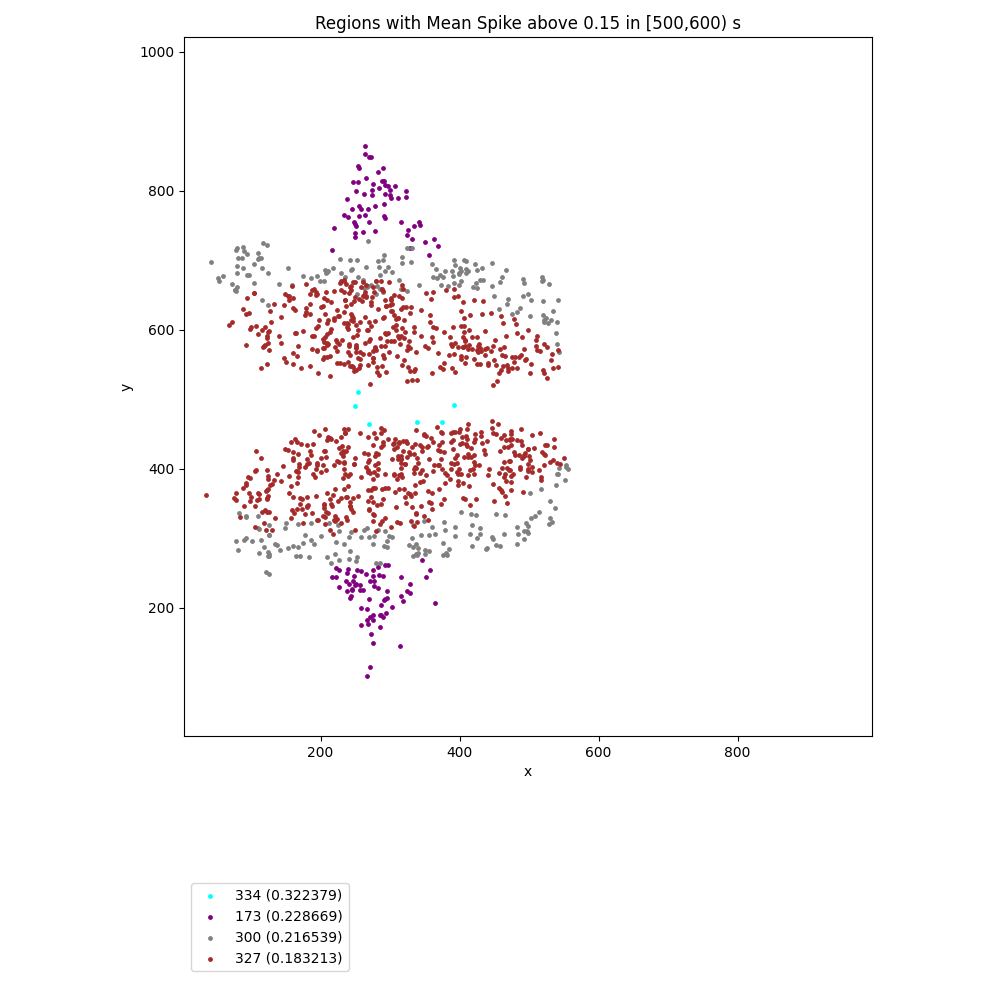 Regions with Mean Spike above 0.15 in [500,600) s
1000
800
600
400
200
y
200 400 600 800
x
334 (0.322379)
173 (0.228669)
300 (0.216539)
327 (0.183213)